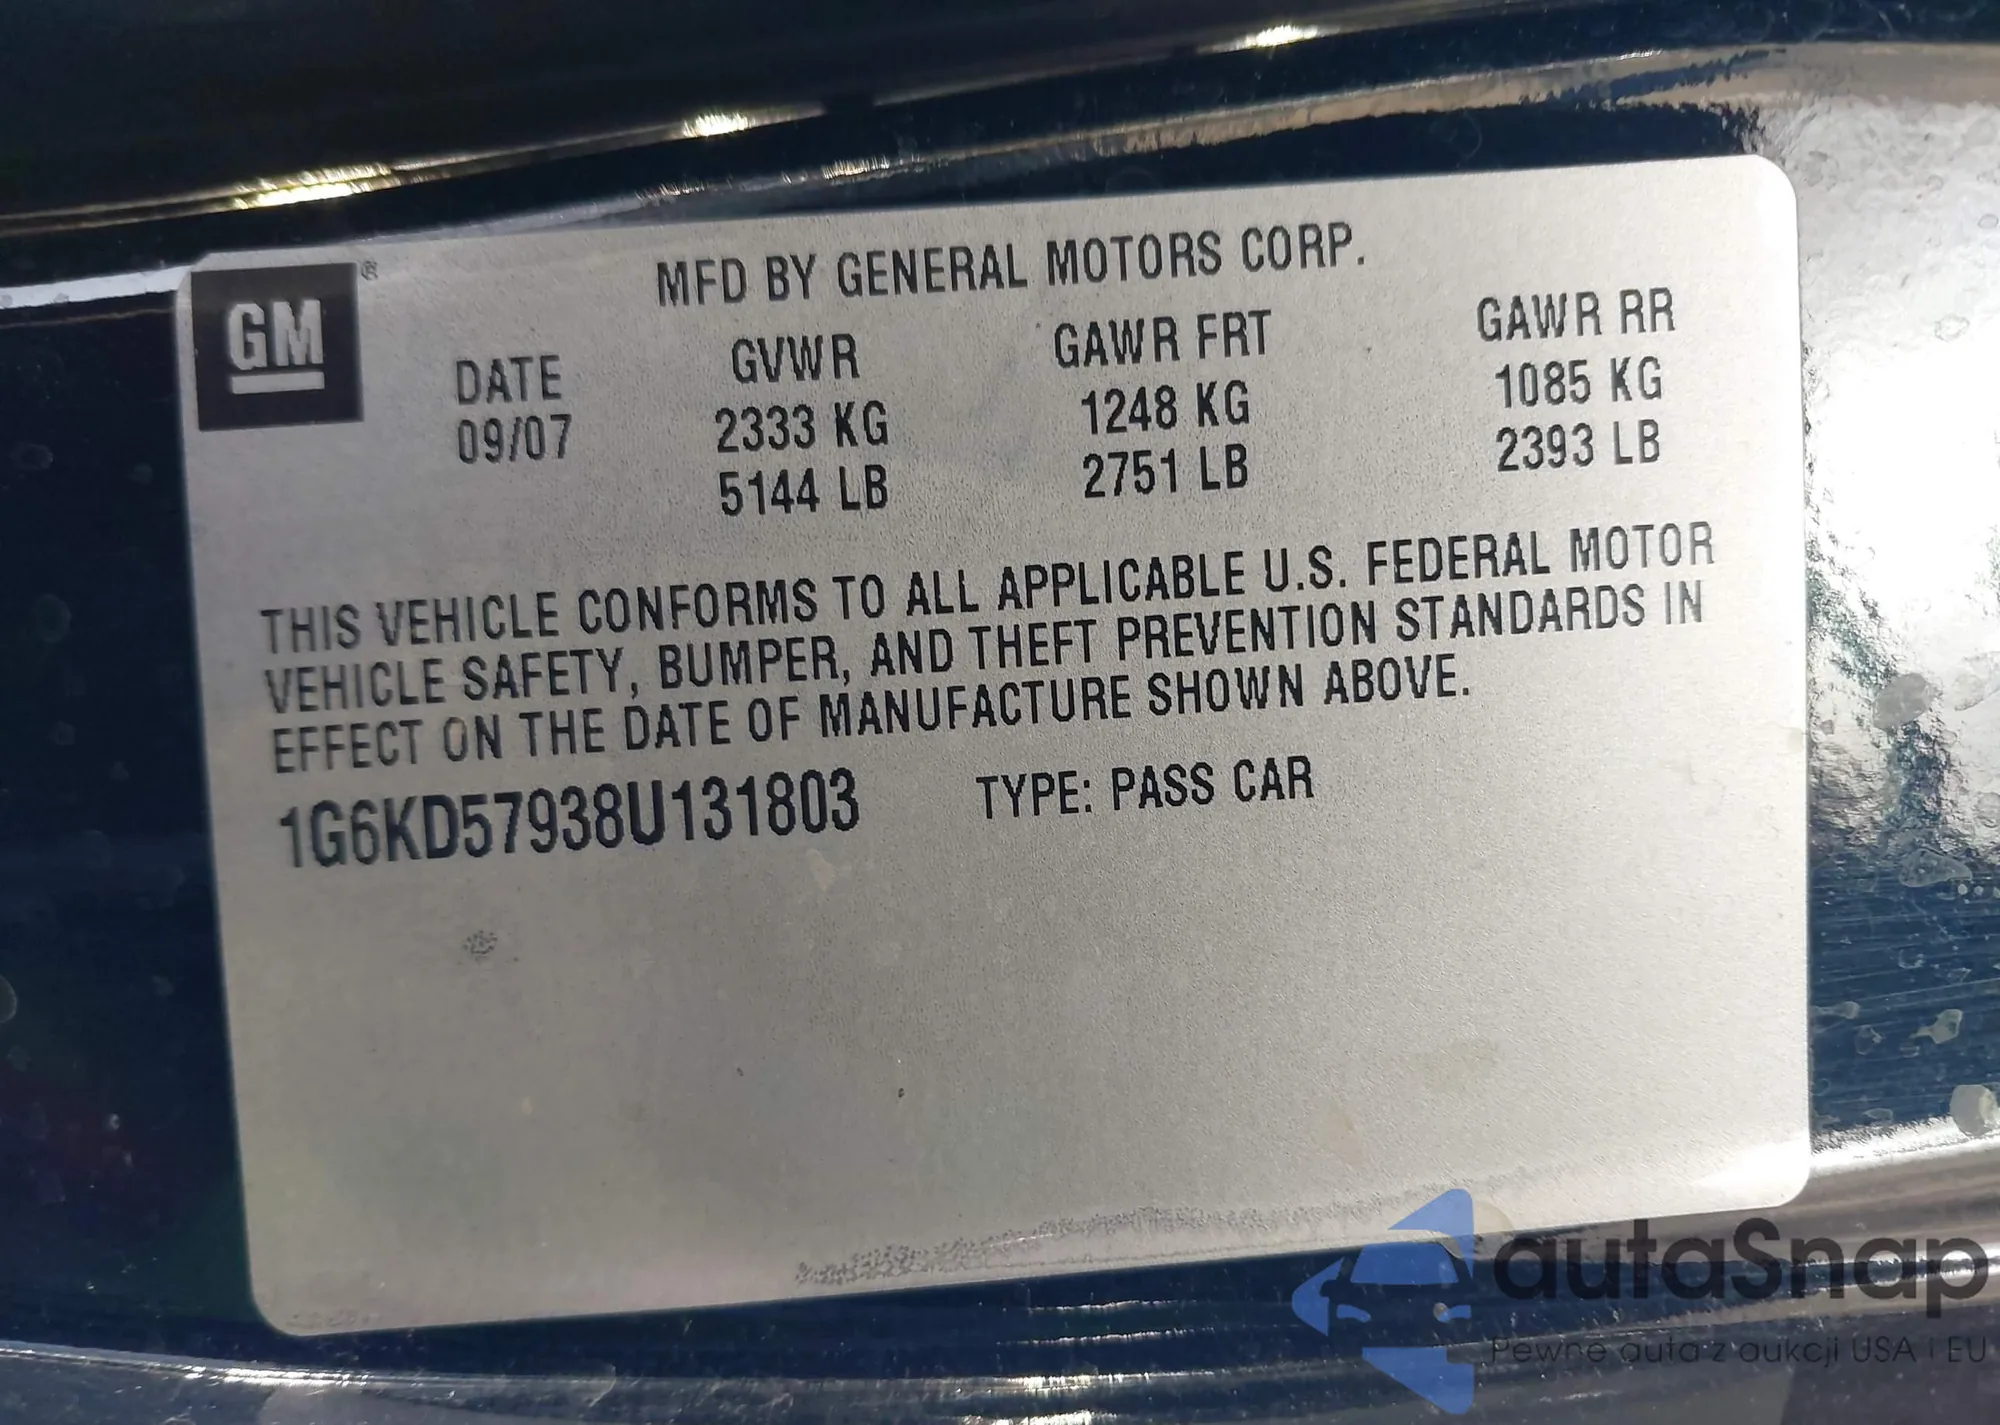 GM®
MFD BY GENERAL MOTORS CORP.
DATE GVWR GAWR FRT GAWR RR
09/07 2333 KG 1248 KG 1085 KG
5144 LB 2751 LB 2393 LB
THIS VEHICLE CONFORMS TO ALL APPLICABLE U.S. FEDERAL MOTOR
VEHICLE SAFETY, BUMPER, AND THEFT PREVENTION STANDARDS IN
EFFECT ON THE DATE OF MANUFACTURE SHOWN ABOVE.
1G6KD57938U131803 TYPE: PASS CAR
autaSnap
Pewne auta z aukcji USA i EU